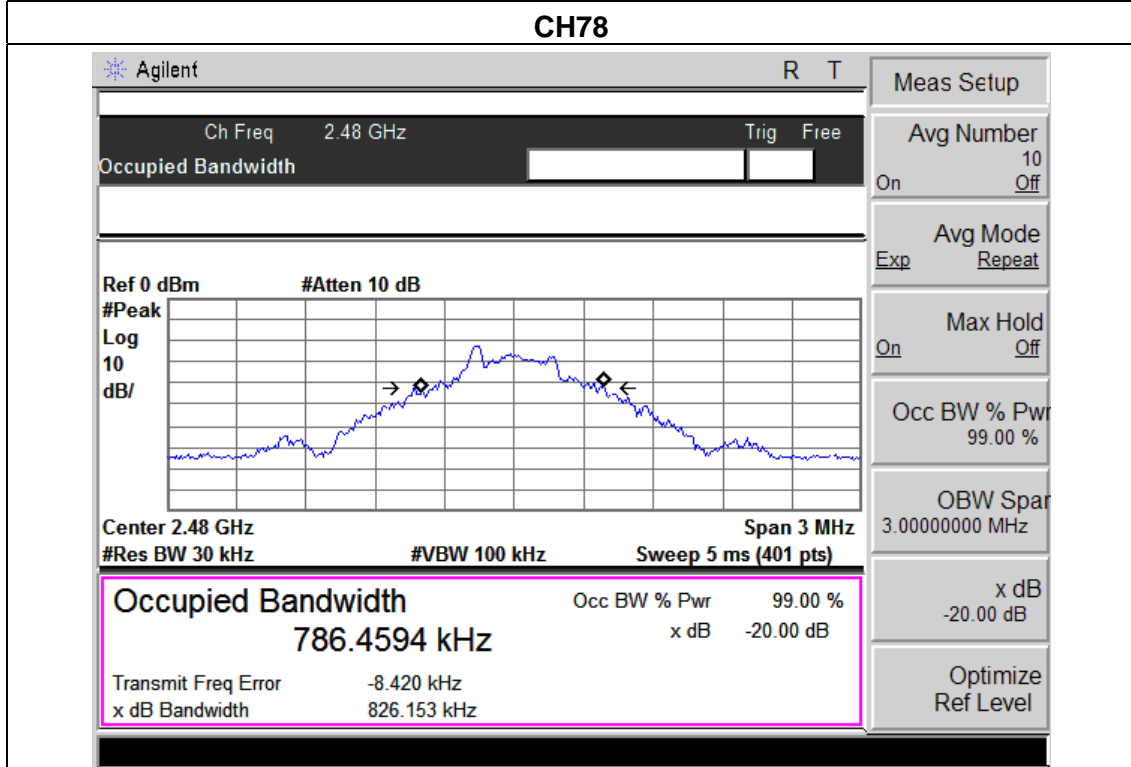 CH78
Agilent R T
Ch Freq 2.48 GHz Trig Free
Occupied Bandwidth
Ref 0 dBm #Atten 10 dB
#Peak
Log
10
dB/
Center 2.48 GHz Span 3 MHz
#Res BW 30 kHz #VBW 100 kHz Sweep 5 ms (401 pts)
Occupied Bandwidth Occ BW % Pwr 99.00 %
786.4594 kHz x dB -20.00 dB
Transmit Freq Error -8.420 kHz
x dB Bandwidth 826.153 kHz
Meas Setup
Avg Number
10
On Off
Avg Mode
Exp Repeat
Max Hold
On Off
Occ BW % Pwr
99.00 %
OBW Span
3.00000000 MHz
x dB
-20.00 dB
Optimize
Ref Level